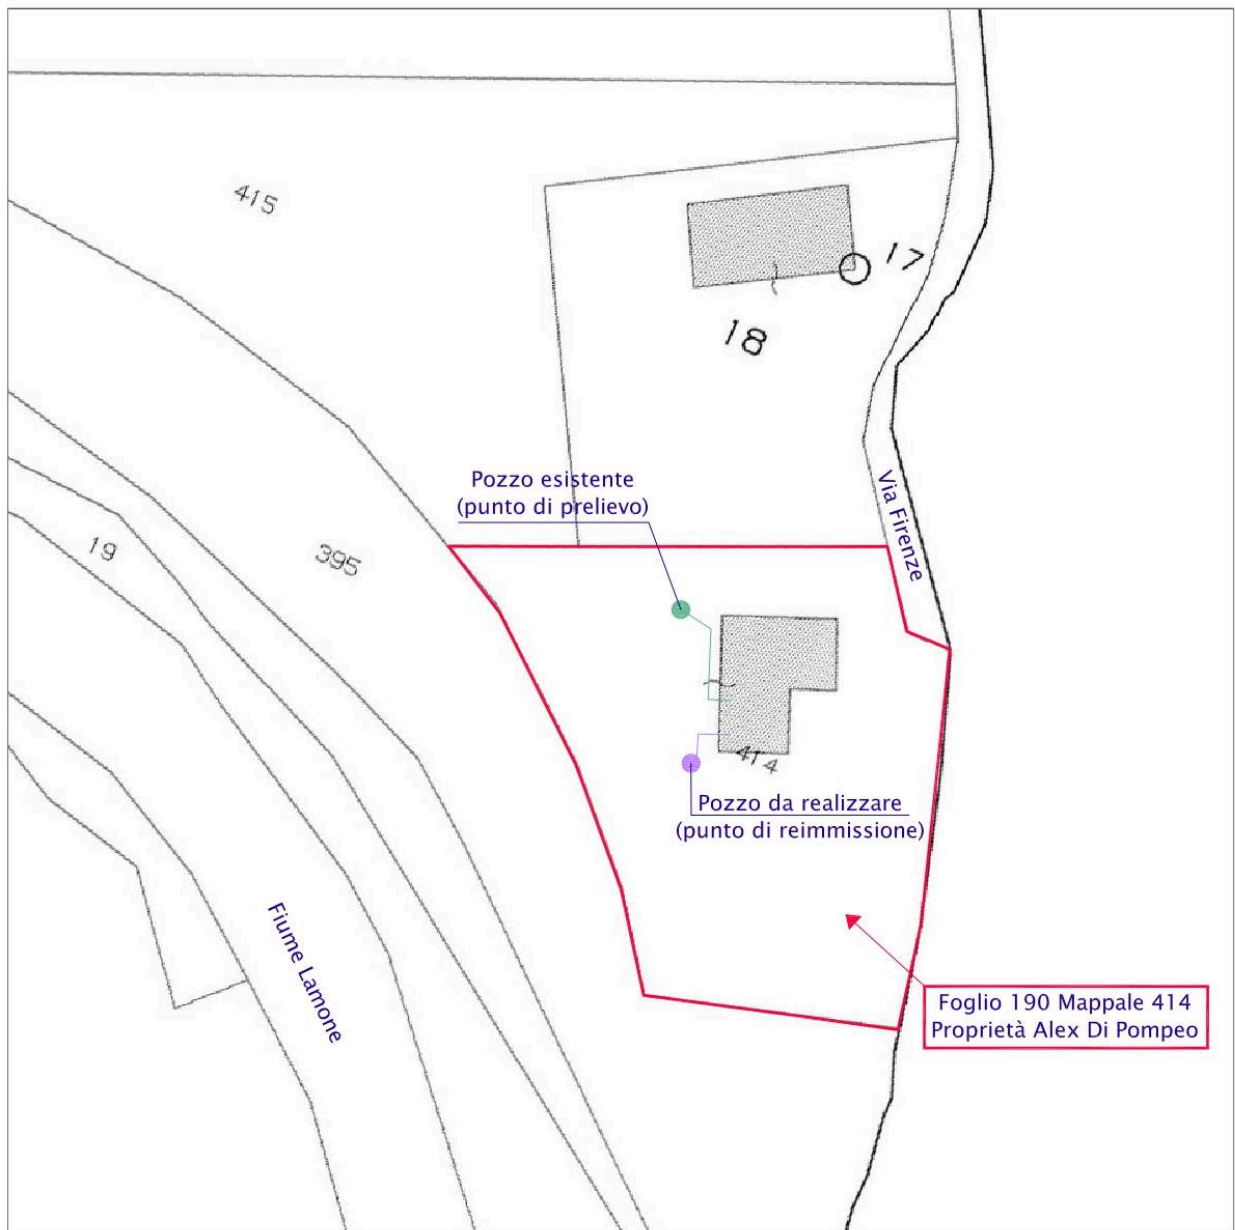 415
17
18
Pozzo esistente
(punto di prelievo)
Via Firenze
19
395
414
Pozzo da realizzare
(punto di reimmissione)
Fiume Lamone
Foglio 190 Mappale 414
Proprietà Alex Di Pompeo